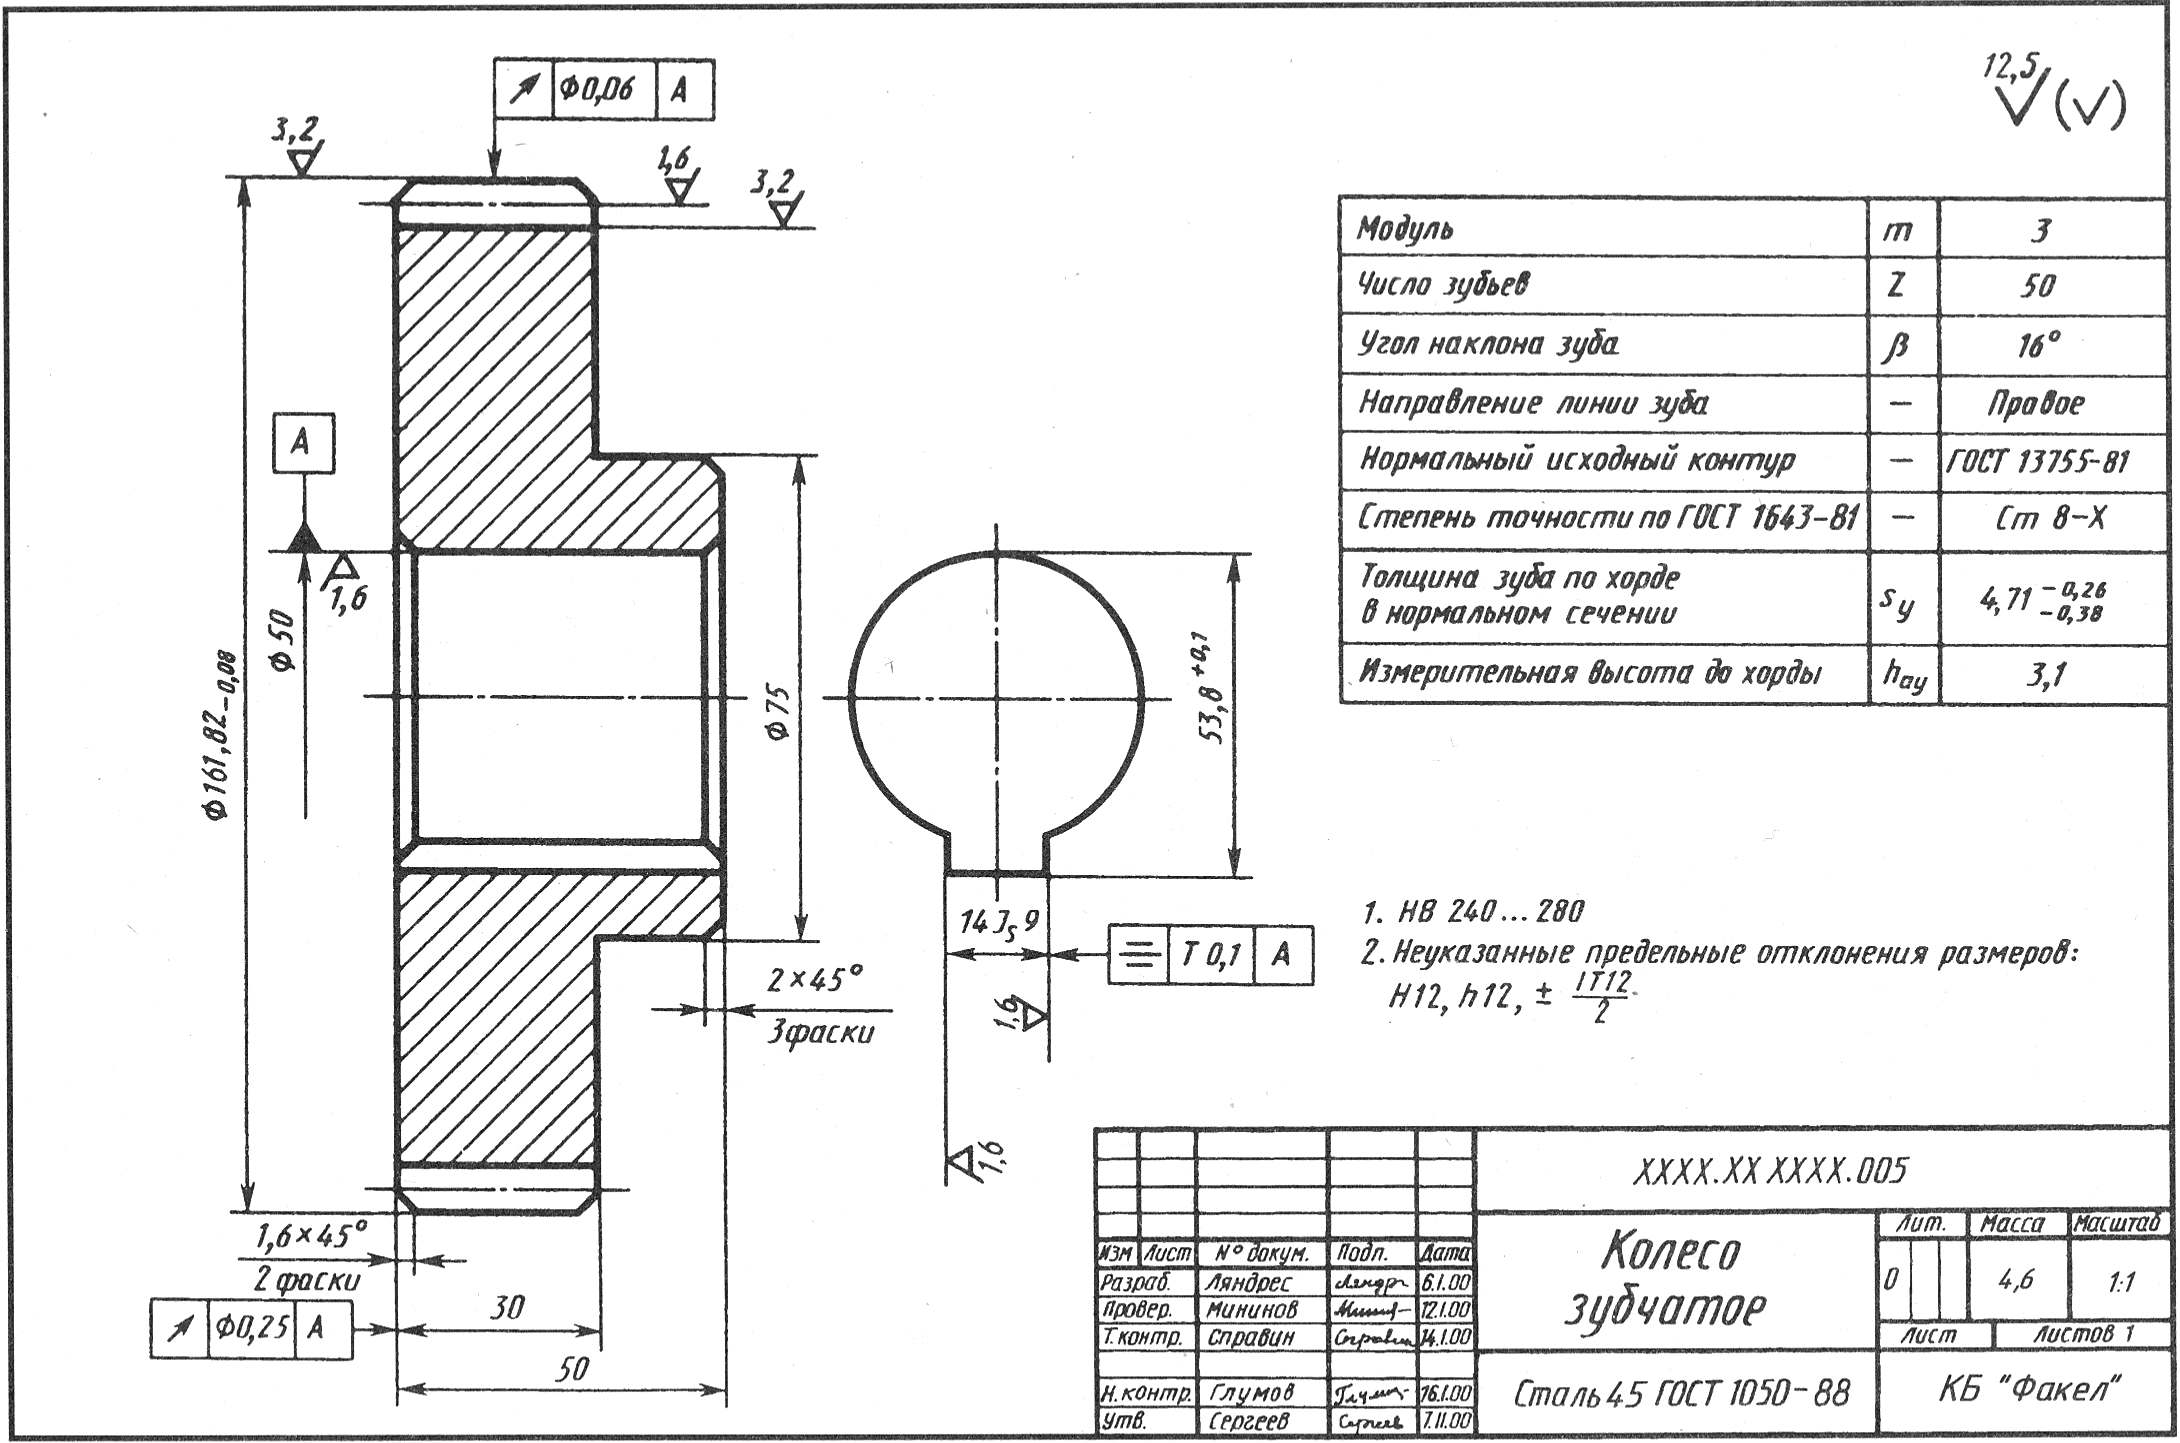 ↗ Ф0,06 А
12,5 (√)
3,2
1,6
3,2
А
1,6
Ф50
Ф161,82 -0,08
Ф75
53,8 +0,1
14Js9
⌯ Т 0,1 А
1,6
1,6
2×45°
3фаски
1,6×45°
2 фаски
↗ Ф0,25 А
30
50
Модуль m 3
Число зубьев Z 50
Угол наклона зуба β 16°
Направление линии зуба — Правое
Нормальный исходный контур — ГОСТ 13755-81
Степень точности по ГОСТ 1643-81 — Ст 8-Х
Толщина зуба по хорде
в нормальном сечении sy 4,71 -0,26 -0,38
Измерительная высота до хорды hay 3,1
1. НВ 240...280
2. Неуказанные предельные отклонения размеров:
Н12, h12, ± IT12/2
ХХХХ.ХХ ХХХХ.005
Колесо
зубчатое
Лит. Масса Масштаб
0 4,6 1:1
Лист Листов 1
Изм Лист № докум. Подп. Дата
Разраб. Ляндрес 6.1.00
Провер. Мининов 12.1.00
Т.контр. Справин 14.1.00
Н.контр. Глумов 16.1.00
Утв. Сергеев 7.11.00
Сталь 45 ГОСТ 1050-88
КБ "Факел"